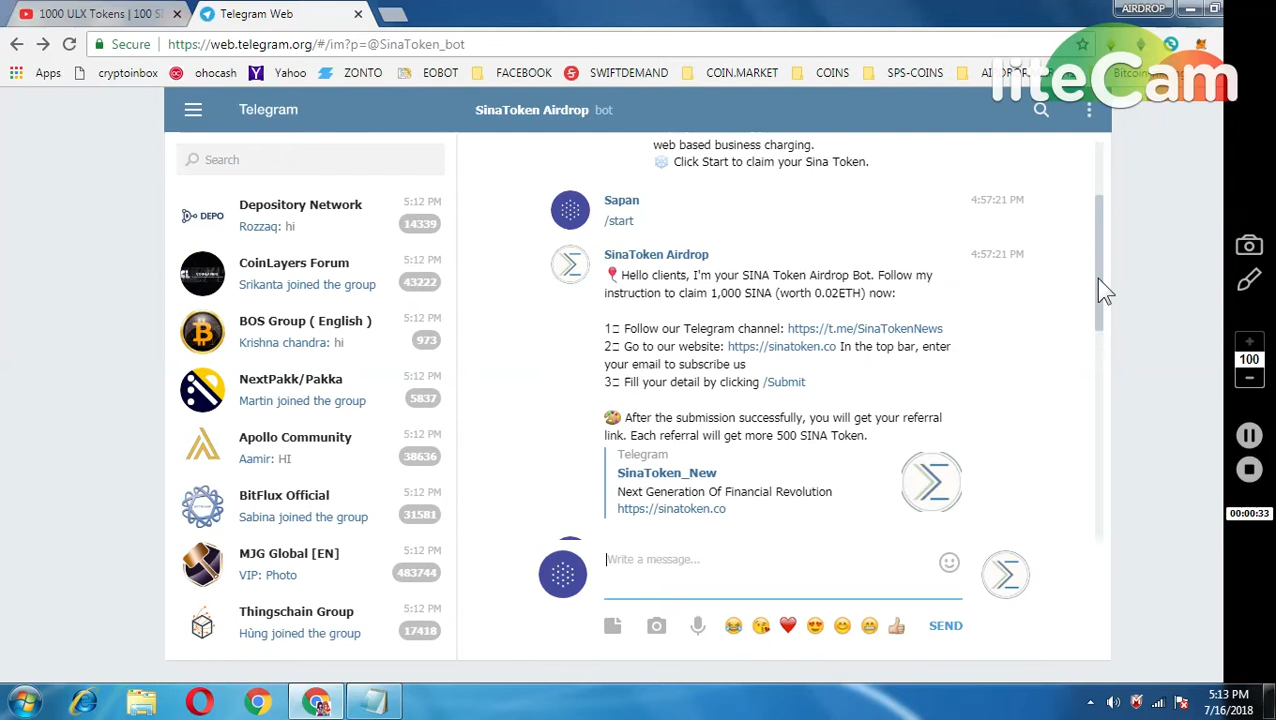 1000 ULX Tokens | 100 S
Telegram Web
AIRDROP
Secure
https://web.telegram.org/#/im?p=@SinaToken_bot
Apps
cryptoinbox
ohocash
Yahoo
ZONTO
EOBOT
FACEBOOK
SWIFTDEMAND
COIN.MARKET
COINS
SPS-COINS
liteCam
Telegram
SinaToken Airdrop bot
Search
Depository Network 5:12 PM
DEPO
Rozzaq: hi 14339
CoinLayers Forum 5:12 PM
Srikanta joined the group 43222
BOS Group ( English ) 5:12 PM
Krishna chandra: hi 973
NextPakk/Pakka 5:12 PM
Martin joined the group 5837
Apollo Community 5:12 PM
Aamir: HI 38636
BitFlux Official 5:12 PM
Sabina joined the group 31581
MJG Global [EN] 5:12 PM
VIP: Photo 483744
Thingschain Group 5:12 PM
Hùng joined the group 17418
web based business charging.
Click Start to claim your Sina Token.
Sapan 4:57:21 PM
/start
SinaToken Airdrop 4:57:21 PM
Hello clients, I'm your SINA Token Airdrop Bot. Follow my
instruction to claim 1,000 SINA (worth 0.02ETH) now:
1 Follow our Telegram channel: https://t.me/SinaTokenNews
2 Go to our website: https://sinatoken.co In the top bar, enter
your email to subscribe us
3 Fill your detail by clicking /Submit
After the submission successfully, you will get your referral
link. Each referral will get more 500 SINA Token.
Telegram
SinaToken_New
Next Generation Of Financial Revolution
https://sinatoken.co
Write a message...
SEND
100
00:00:33
5:13 PM
7/16/2018